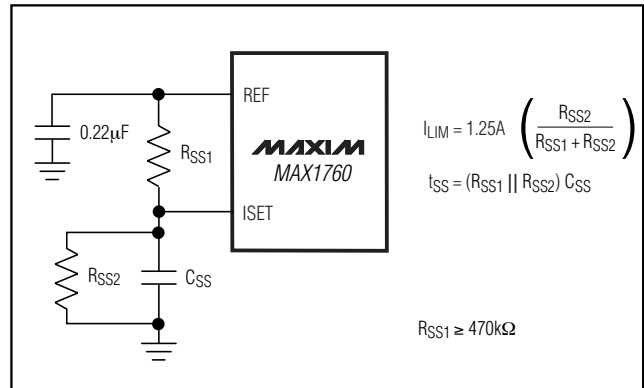 REF
0.22μF
RSS1
MAXIM
MAX1760
ISET
RSS2
CSS
ILIM = 1.25A ( RSS2 / RSS1 + RSS2 )
tSS = (RSS1 || RSS2) CSS
RSS1 ≥ 470kΩ